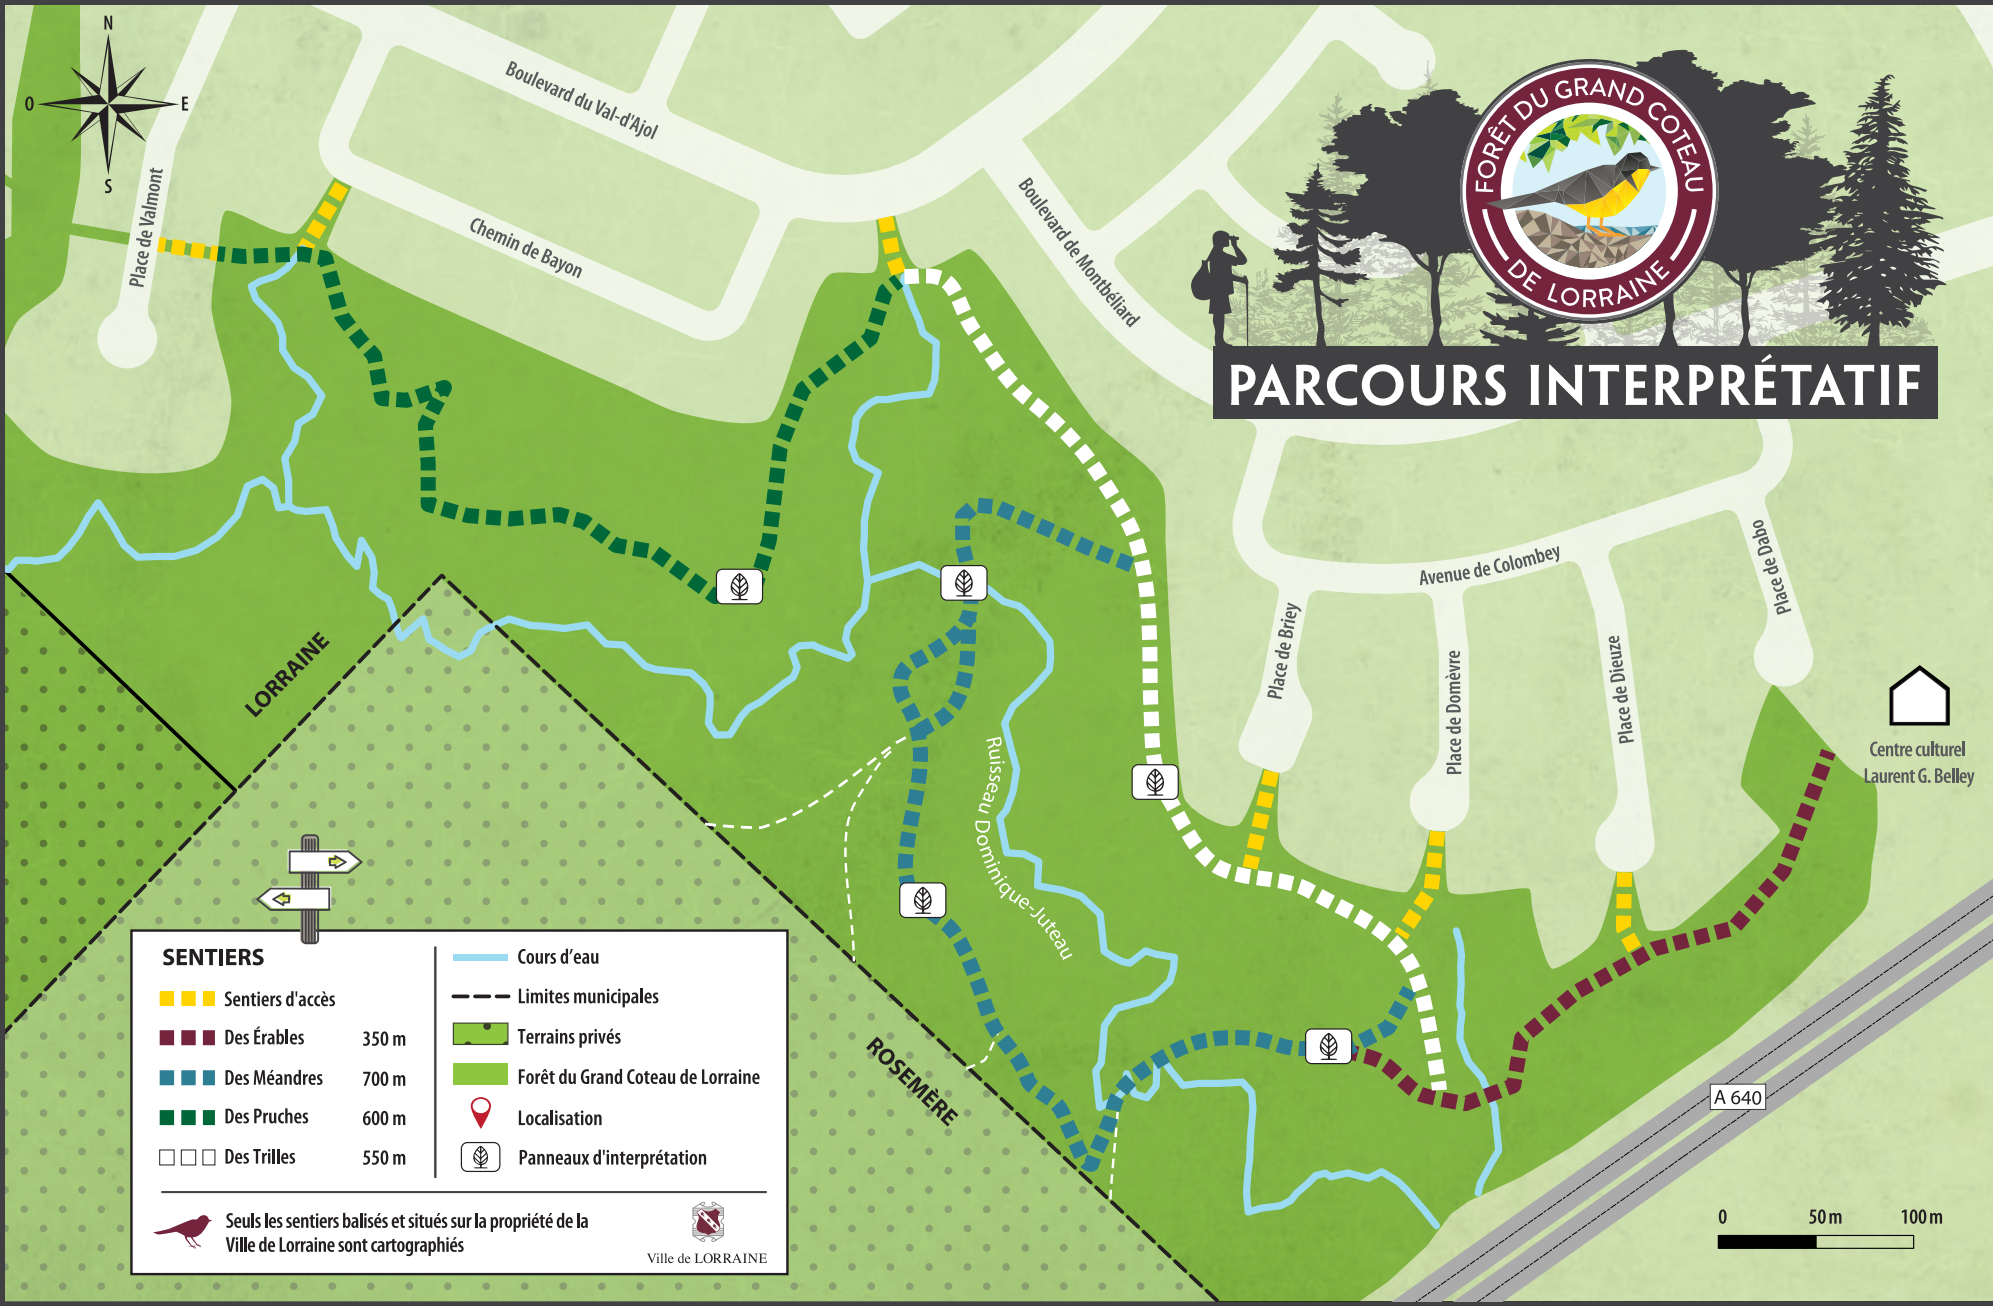 N
O
E
S
Boulevard du Val-d'Ajol
Chemin de Bayon
Place de Valmont
Boulevard de Montbéliard
FORÊT DU GRAND COTEAU
DE LORRAINE
PARCOURS INTERPRÉTATIF
Avenue de Colombey
Place de Dabo
Place de Briey
Place de Domèvre
Place de Dieuze
Centre culturel
Laurent G. Belley
LORRAINE
Ruisseau Dominique-Juteau
ROSEMÈRE
A 640
0 50 m 100 m
SENTIERS
Sentiers d'accès
Des Érables 350 m
Des Méandres 700 m
Des Pruches 600 m
Des Trilles 550 m
Cours d'eau
Limites municipales
Terrains privés
Forêt du Grand Coteau de Lorraine
Localisation
Panneaux d'interprétation
Seuls les sentiers balisés et situés sur la propriété de la
Ville de Lorraine sont cartographiés
Ville de LORRAINE